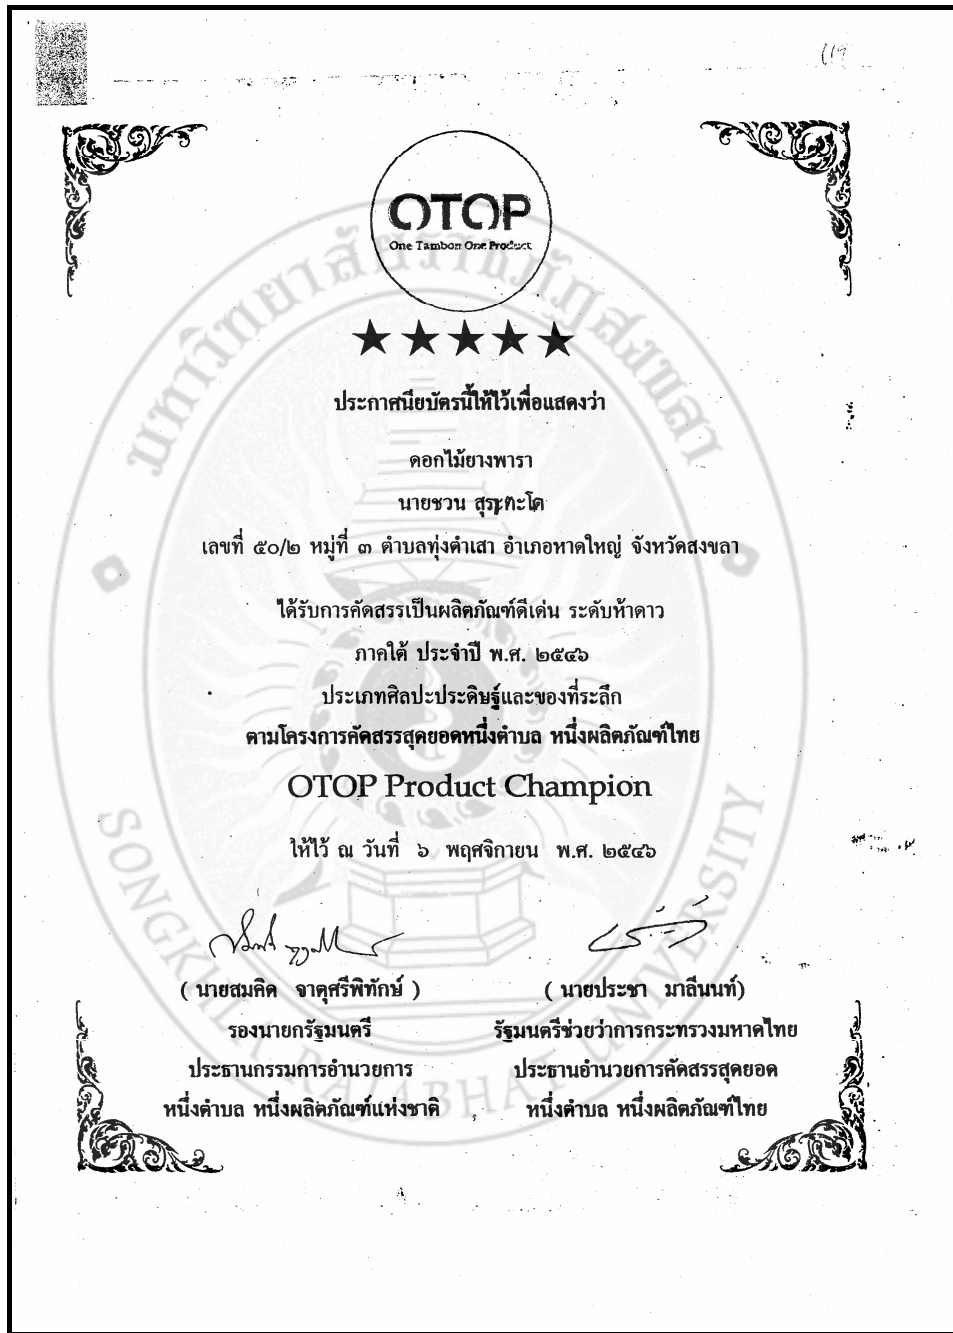 OTOP
One Tambon One Product
ประกาศนียบัตรนี้ให้ไว้เพื่อแสดงว่า
ดอกไม้ยางพารา
นายชวน
เลขที่ ๕๐/๒ หมู่ที่ ๓ ตำบลทุ่งตำเสา อำเภอหาดใหญ่ จังหวัดสงขลา
ได้รับการคัดสรรเป็นผลิตภัณฑ์ดีเด่น ระดับห้าดาว
ภาคใต้ ประจำปี พ.ศ. ๒๕๔๖
ประเภทศิลปะประดิษฐ์และของที่ระลึก
ตามโครงการคัดสรรสุดยอดหนึ่งตำบล หนึ่งผลิตภัณฑ์ไทย
OTOP Product Champion
ให้ไว้ ณ วันที่ ๖ พฤศจิกายน พ.ศ. ๒๕๔๖
( นายสมคิด จาตุศรีพิทักษ์ )
รองนายกรัฐมนตรี
ประธานกรรมการอำนวยการ
หนึ่งตำบล หนึ่งผลิตภัณฑ์แห่งชาติ
( นายประชา มาลีนนท์)
รัฐมนตรีช่วยว่าการกระทรวงมหาดไทย
ประธานอำนวยการคัดสรรสุดยอด
หนึ่งตำบล หนึ่งผลิตภัณฑ์ไทย
มหาวิทยาลัยราชภัฏสงขลา
SONGKHLA RAJABHAT UNIVERSITY